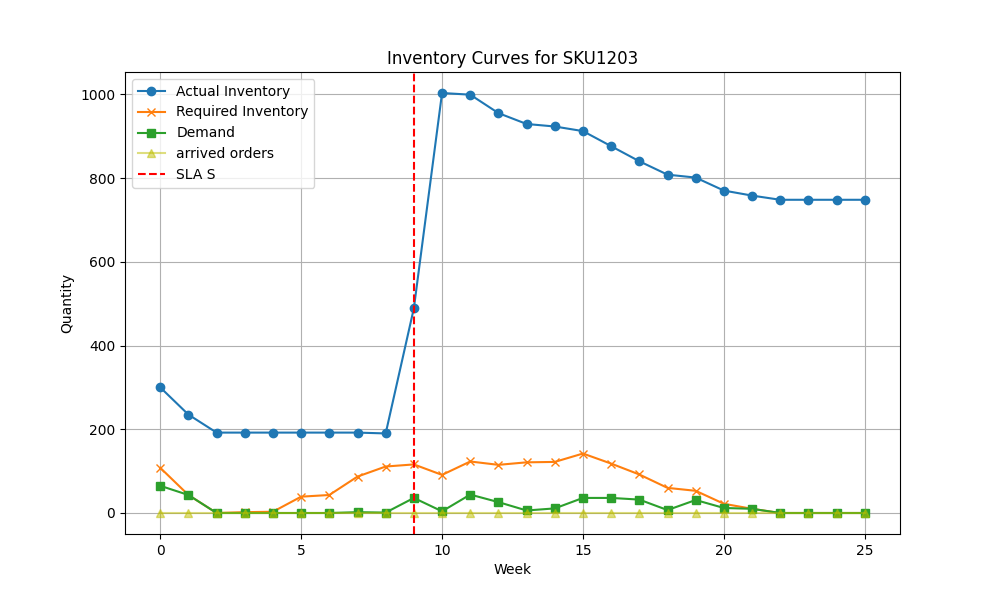 Inventory Curves for SKU1203
Actual Inventory
Required Inventory
Demand
arrived orders
SLA S
1000
800
600
400
200
0
Quantity
0 5 10 15 20 25
Week